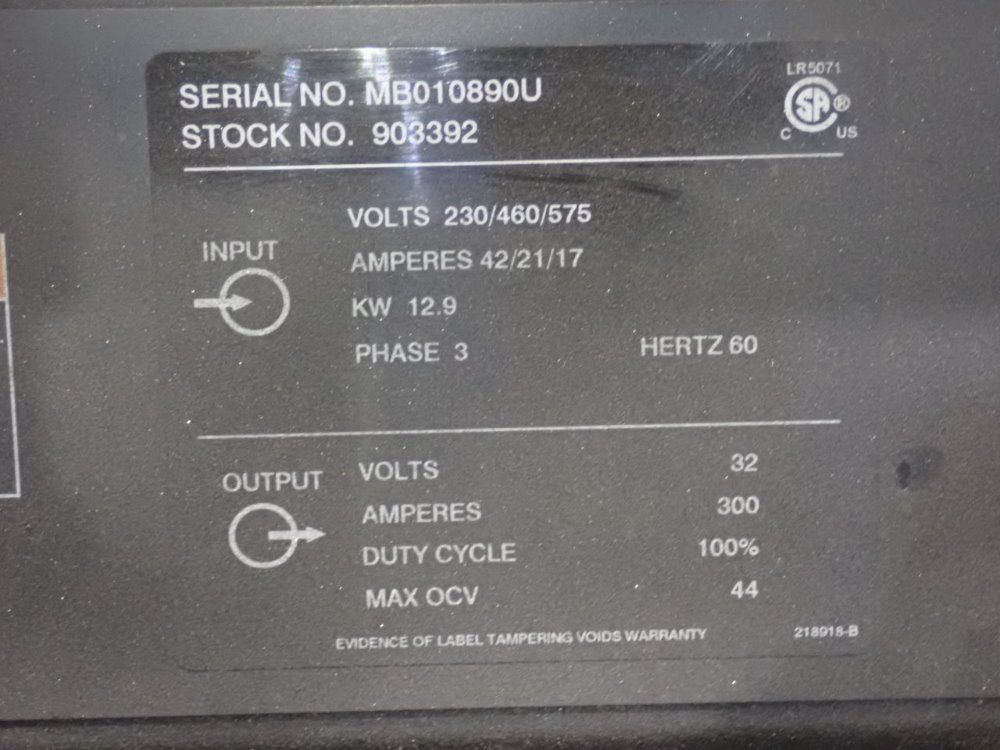 SERIAL NO. MB010890U
STOCK NO. 903392
LR5071
SA ®
C US
VOLTS 230/460/575
INPUT
AMPERES 42/21/17
KW 12.9
PHASE 3 HERTZ 60
OUTPUT
VOLTS 32
AMPERES 300
DUTY CYCLE 100%
MAX OCV 44
EVIDENCE OF LABEL TAMPERING VOIDS WARRANTY 218918-B